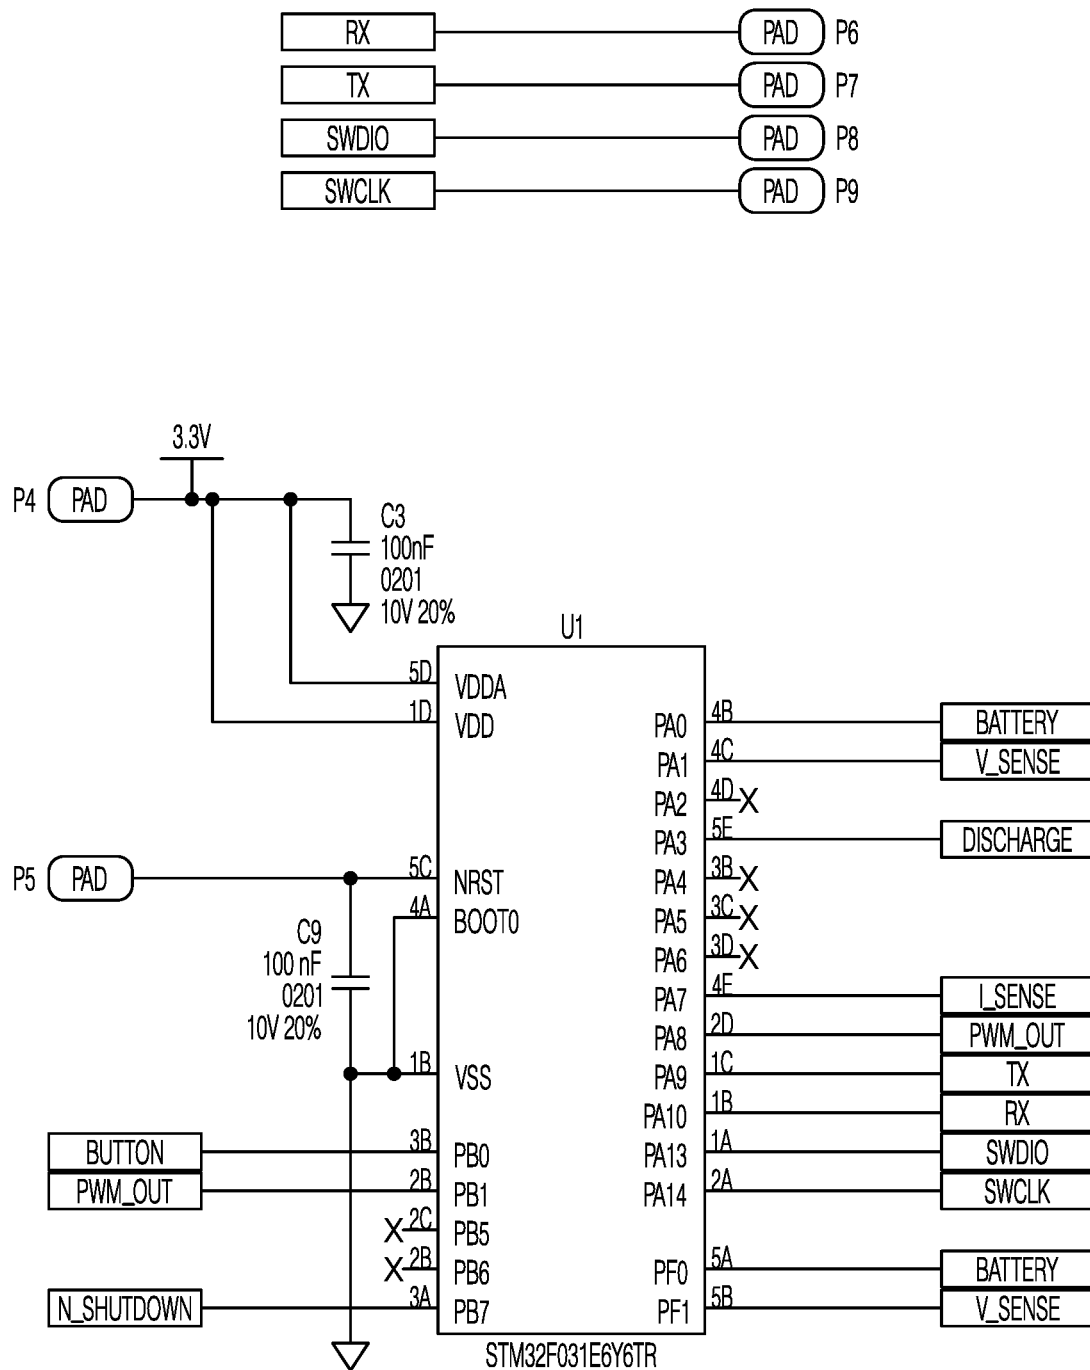 RX PAD P6
TX PAD P7
SWDIO PAD P8
SWCLK PAD P9
3.3V
P4 PAD
C3
100nF
0201
10V 20%
U1
5D VDDA
1D VDD
PA0 4B BATTERY
PA1 4C V_SENSE
PA2 4D X
PA3 5E DISCHARGE
P5 PAD 5C NRST
PA4 3B X
4A BOOT0
PA5 3C X
C9
100 nF
0201
10V 20%
PA6 3D X
PA7 4E I_SENSE
PA8 2D PWM_OUT
1B VSS
PA9 1C TX
PA10 1B RX
BUTTON 3B PB0
PA13 1A SWDIO
PWM_OUT 2B PB1
PA14 2A SWCLK
X 2C PB5
X 2B PB6
PF0 5A BATTERY
N_SHUTDOWN 3A PB7
PF1 5B V_SENSE
STM32F031E6Y6TR